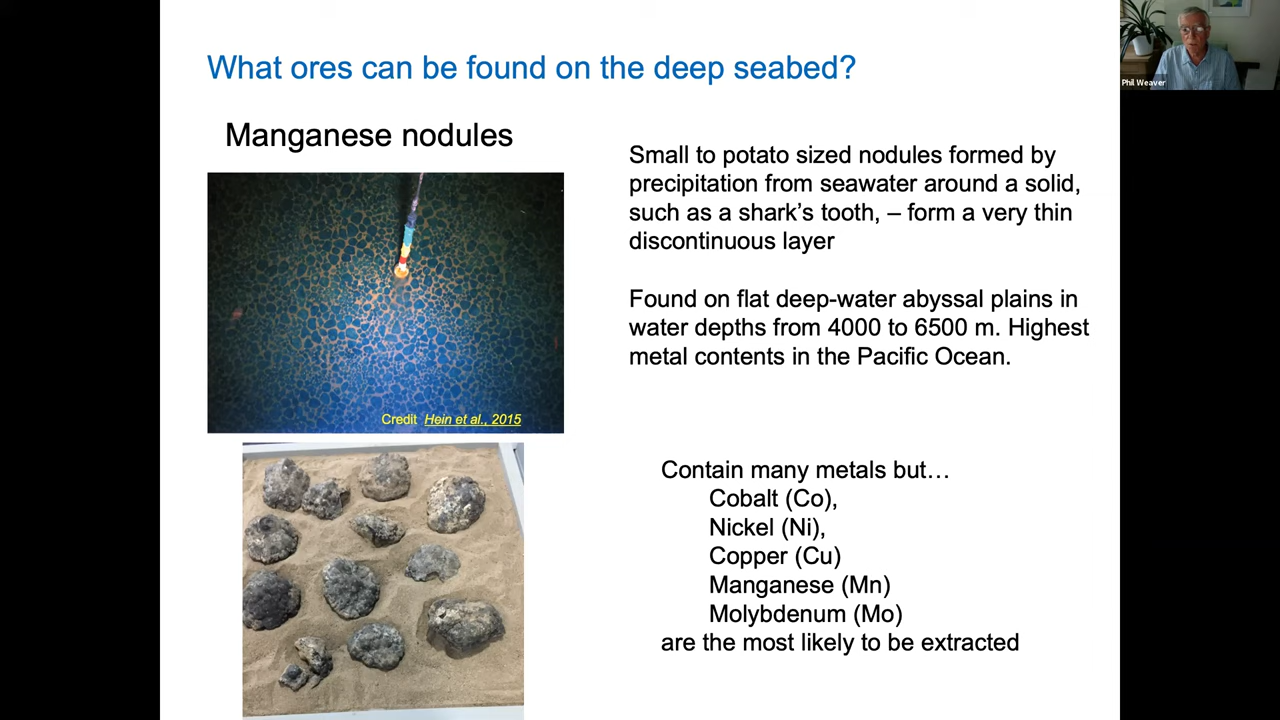 What ores can be found on the deep seabed?
Phil Weaver
Manganese nodules
Small to potato sized nodules formed by
precipitation from seawater around a solid,
such as a shark’s tooth, – form a very thin
discontinuous layer
Found on flat deep-water abyssal plains in
water depths from 4000 to 6500 m. Highest
metal contents in the Pacific Ocean.
Credit Hein et al., 2015
Contain many metals but…
Cobalt (Co),
Nickel (Ni),
Copper (Cu)
Manganese (Mn)
Molybdenum (Mo)
are the most likely to be extracted